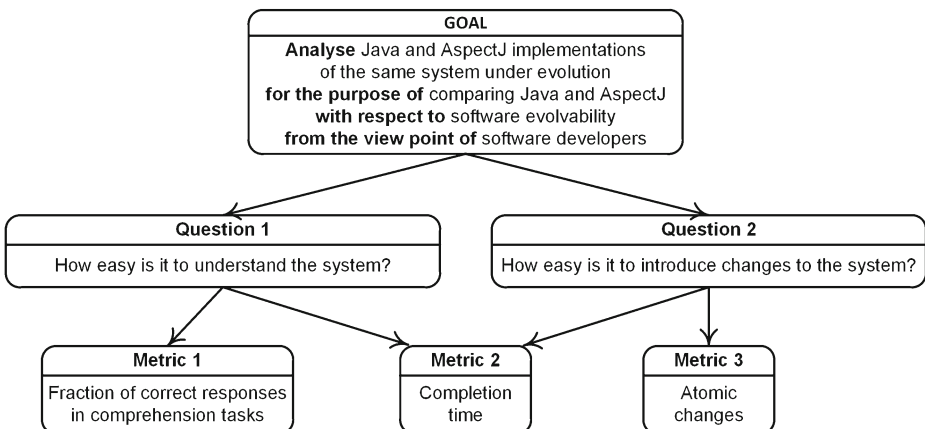 GOAL
Analyse Java and AspectJ implementations
of the same system under evolution
for the purpose of comparing Java and AspectJ
with respect to software evolvability
from the view point of software developers
Question 1
How easy is it to understand the system?
Question 2
How easy is it to introduce changes to the system?
Metric 1
Fraction of correct responses
in comprehension tasks
Metric 2
Completion
time
Metric 3
Atomic
changes